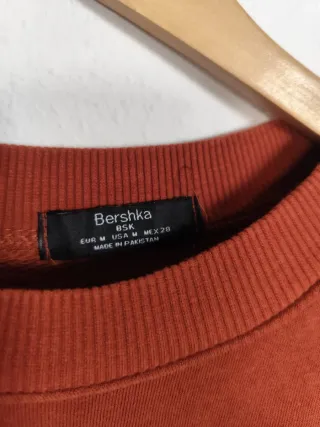 Bershka
BSK
EUR M USA M MEX 28
MADE IN PAKISTAN